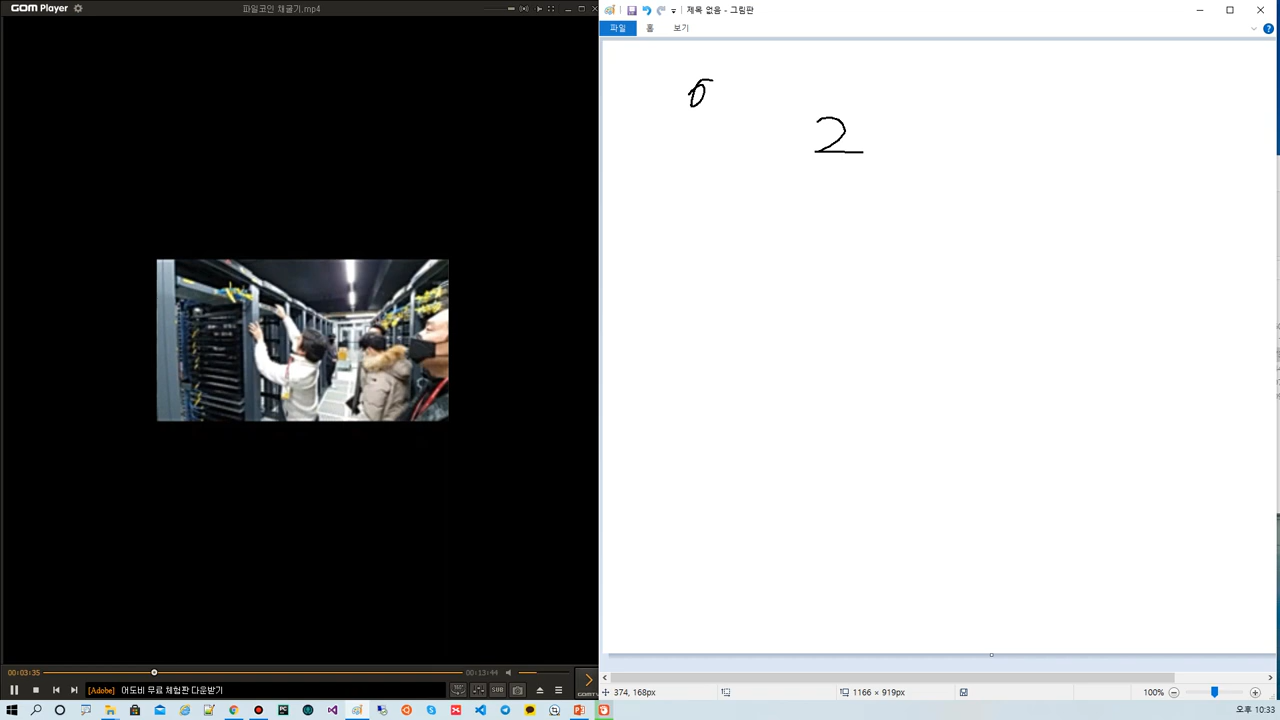 GOM Player
파일코인 채굴기.mp4
제목 없음 - 그림판
파일
홈
보기
2
00:03:35
00:13:44
[Adobe] 어도비 무료 체험판 다운받기
360°
SUB
374, 168px
1166 × 919px
100%
오후 10:33